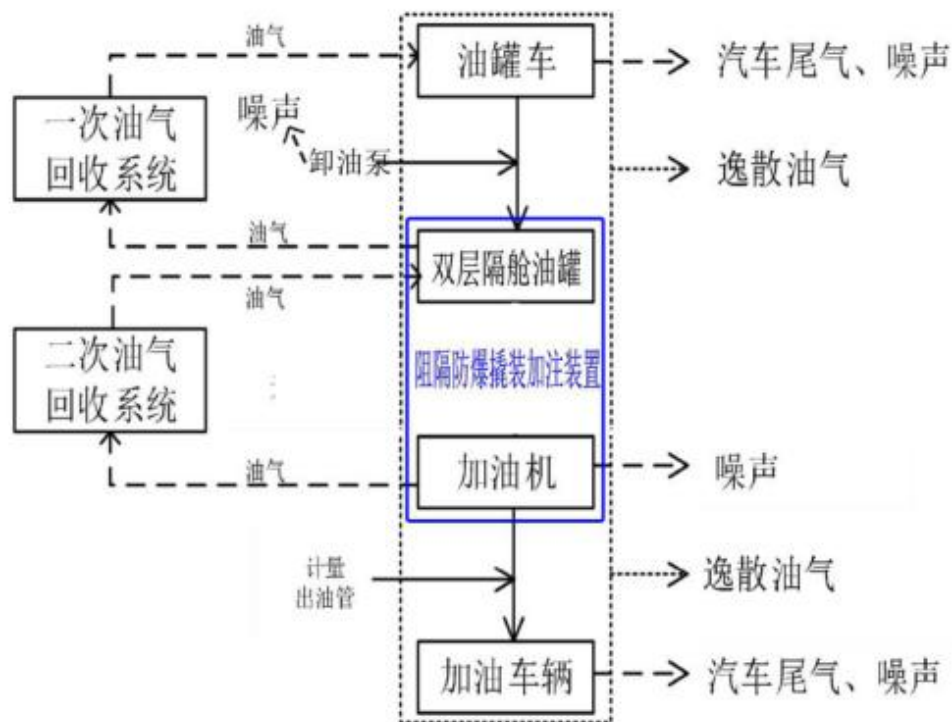 油气
油罐车
汽车尾气、噪声
一次油气
回收系统
噪声
卸油泵
逸散油气
油气
双层隔舱油罐
油气
二次油气
回收系统
阻隔防爆撬装加注装置
油气
加油机
噪声
计量
出油管
逸散油气
加油车辆
汽车尾气、噪声